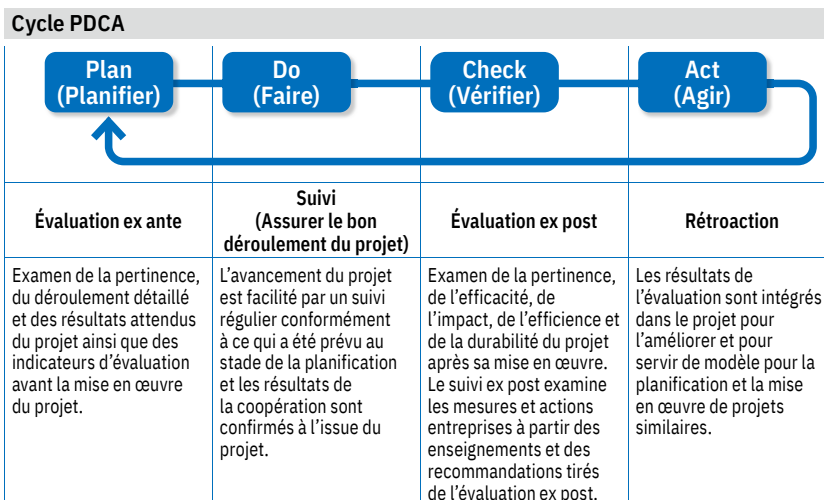 Cycle PDCA
Plan
(Planifier)
Do
(Faire)
Check
(Vérifier)
Act
(Agir)
Évaluation ex ante
Suivi
(Assurer le bon
déroulement du projet)
Évaluation ex post
Rétroaction
Examen de la pertinence,
du déroulement détaillé
et des résultats attendus
du projet ainsi que des
indicateurs d’évaluation
avant la mise en œuvre
du projet.
L’avancement du projet
est facilité par un suivi
régulier conformément
à ce qui a été prévu au
stade de la planification
et les résultats de
la coopération sont
confirmés à l’issue du
projet.
Examen de la pertinence,
de l’efficacité, de
l’impact, de l’efficience et
de la durabilité du projet
après sa mise en œuvre.
Le suivi ex post examine
les mesures et actions
entreprises à partir des
enseignements et des
recommandations tirés
de l’évaluation ex post.
Les résultats de
l’évaluation sont intégrés
dans le projet pour
l’améliorer et pour
servir de modèle pour la
planification et la mise
en œuvre de projets
similaires.